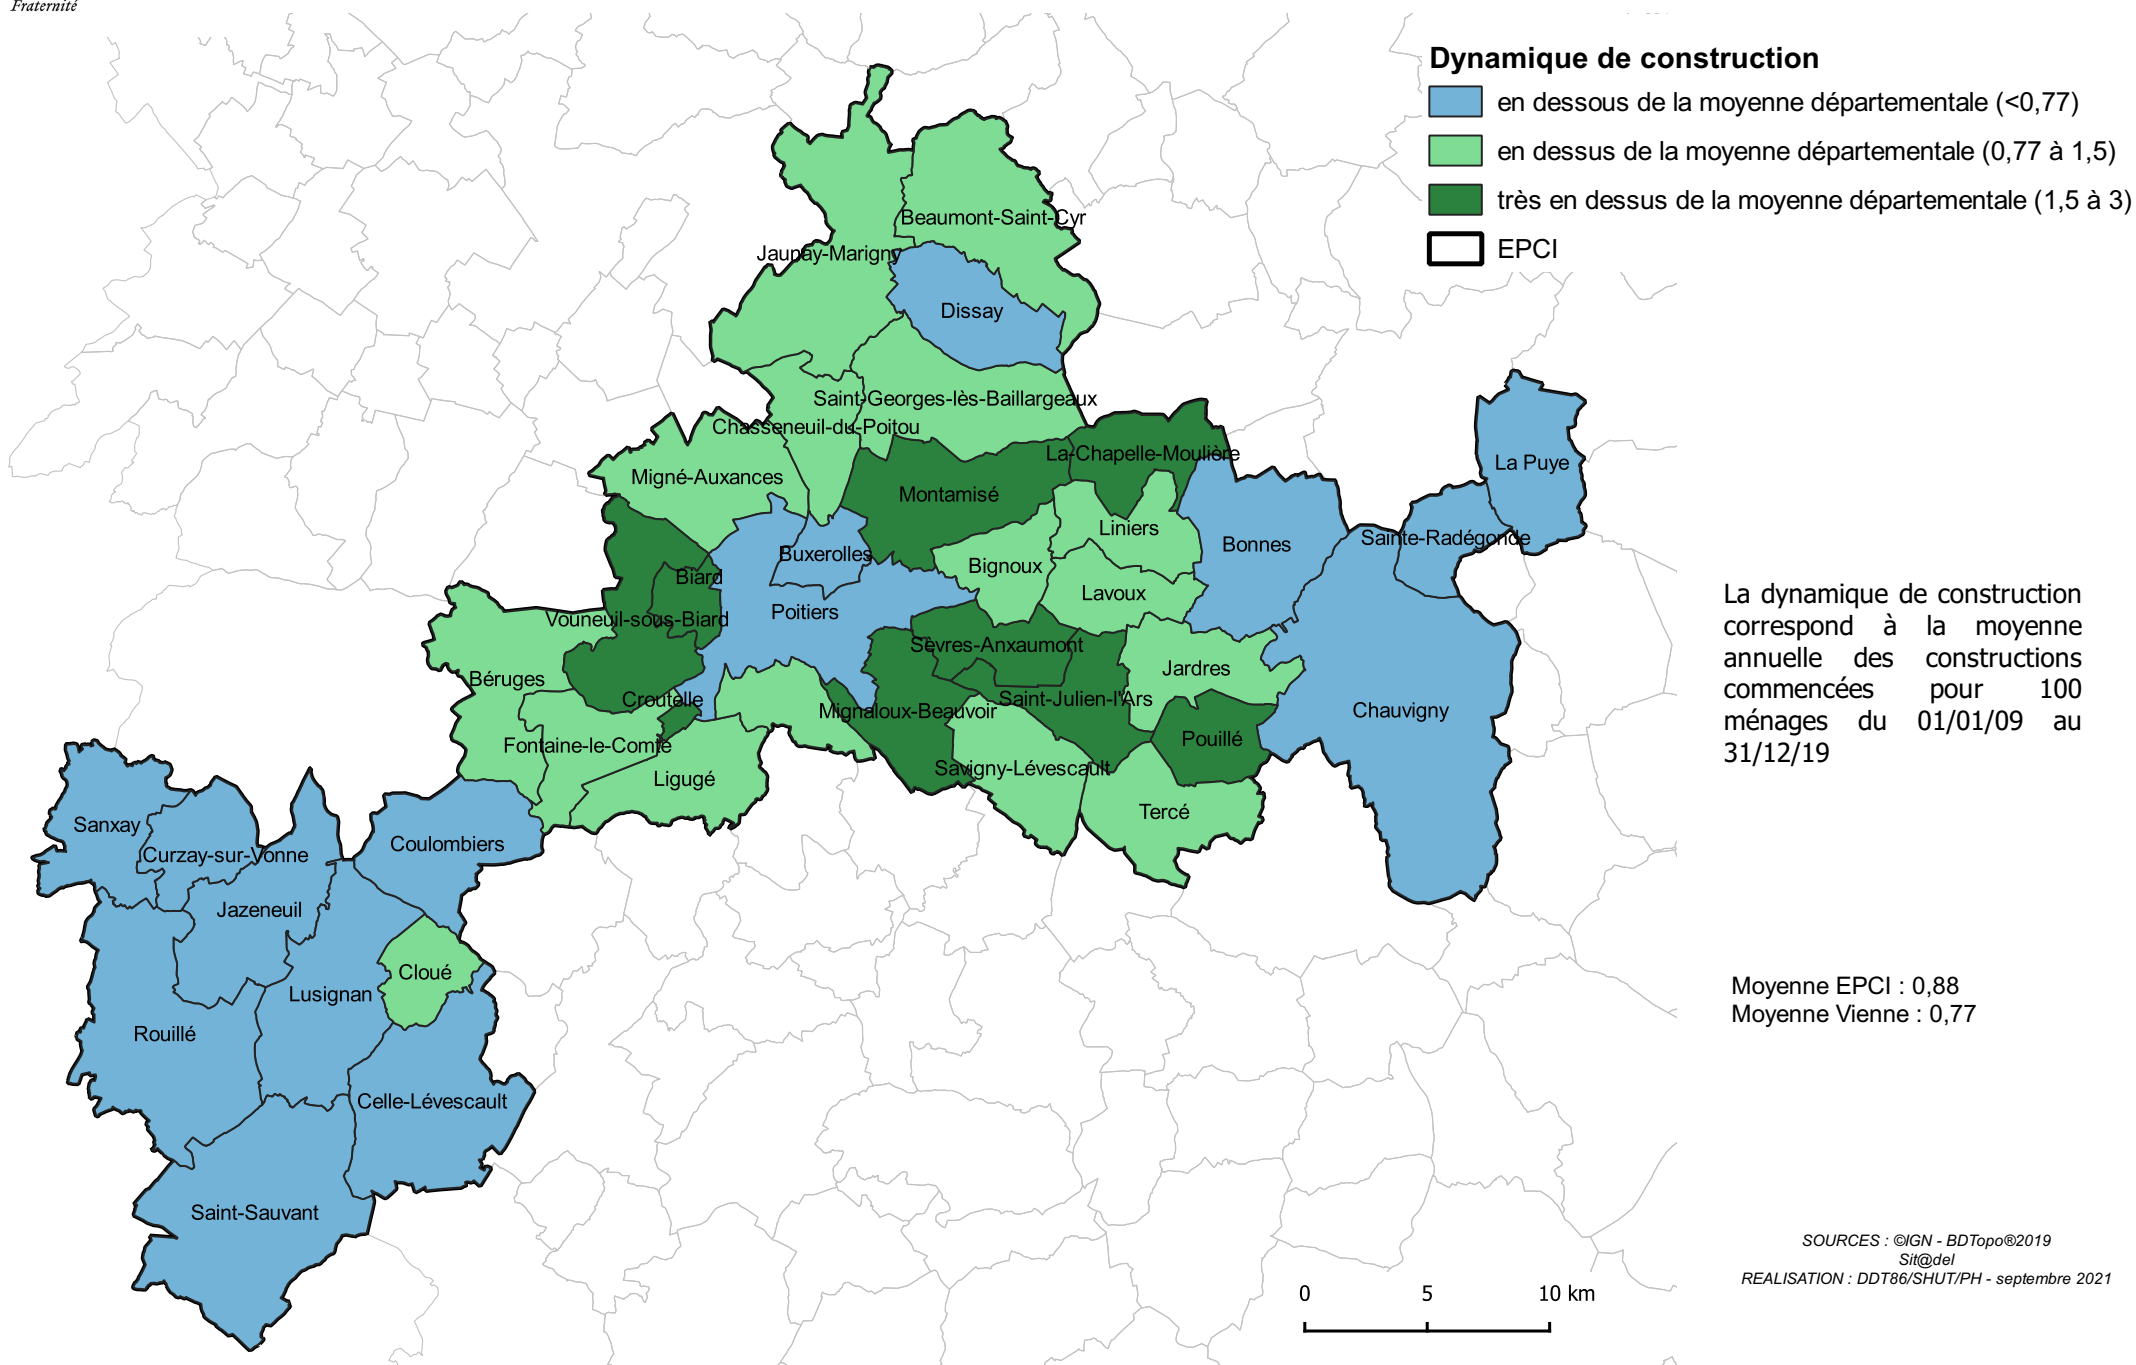 Fraternité
Dynamique de construction
en dessous de la moyenne départementale (<0,77)
en dessus de la moyenne départementale (0,77 à 1,5)
très en dessus de la moyenne départementale (1,5 à 3)
EPCI
Beaumont-Saint-Cyr
Jaunay-Marigny
Dissay
Saint-Georges-lès-Baillargeaux
Chasseneuil-du-Poitou
La-Chapelle-Moulière
La Puye
Migné-Auxances
Montamisé
Liniers
Sainte-Radégonde
Bonnes
Buxerolles
Bignoux
Biard
Lavoux
Poitiers
Vouneuil-sous-Biard
Sèvres-Anxaumont
Jardres
Béruges
Croutelle
Saint-Julien-l'Ars
Mignaloux-Beauvoir
Chauvigny
Pouillé
Fontaine-le-Comte
Savigny-Lévescault
Ligugé
Tercé
Sanxay
Coulombiers
Curzay-sur-Vonne
Jazeneuil
Cloué
Lusignan
Rouillé
Celle-Lévescault
Saint-Sauvant
La dynamique de construction
correspond à la moyenne
annuelle des constructions
commencées pour 100
ménages du 01/01/09 au
31/12/19
Moyenne EPCI : 0,88
Moyenne Vienne : 0,77
SOURCES : ©IGN - BDTopo®2019
Sit@del
REALISATION : DDT86/SHUT/PH - septembre 2021
0 5 10 km